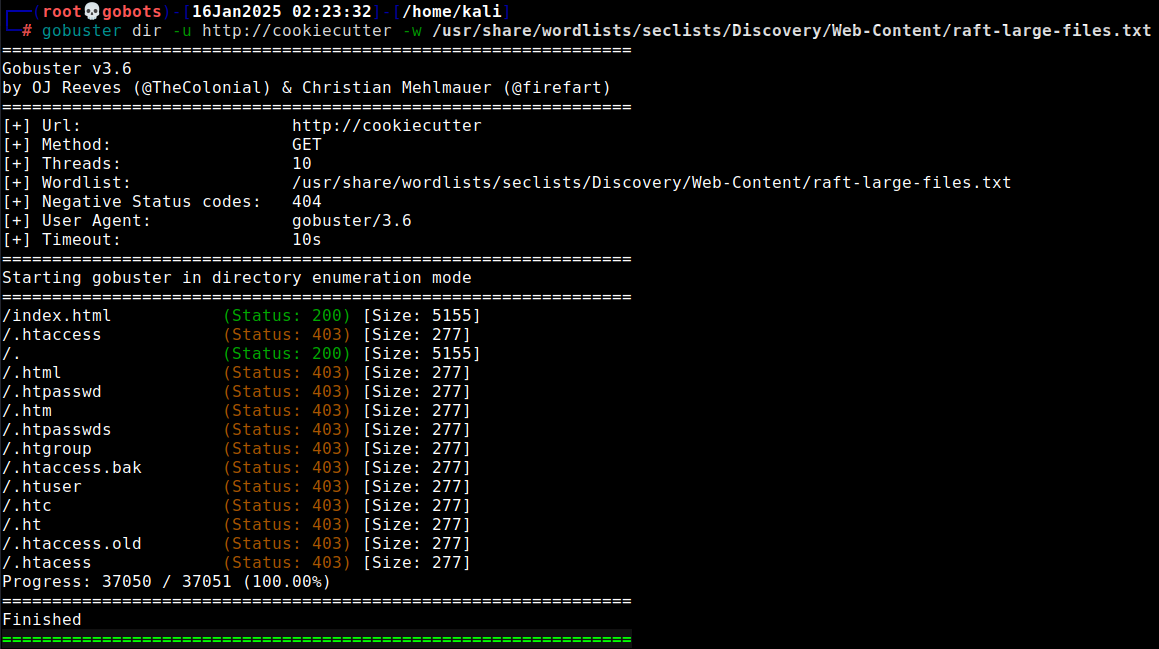 ┌──(root💀gobots)-[16Jan2025 02:23:32]-[/home/kali]
└─# gobuster dir -u http://cookiecutter -w /usr/share/wordlists/seclists/Discovery/Web-Content/raft-large-files.txt
===============================================================
Gobuster v3.6
by OJ Reeves (@TheColonial) & Christian Mehlmauer (@firefart)
===============================================================
[+] Url:                     http://cookiecutter
[+] Method:                  GET
[+] Threads:                 10
[+] Wordlist:                /usr/share/wordlists/seclists/Discovery/Web-Content/raft-large-files.txt
[+] Negative Status codes:   404
[+] User Agent:              gobuster/3.6
[+] Timeout:                 10s
===============================================================
Starting gobuster in directory enumeration mode
===============================================================
/index.html           (Status: 200) [Size: 5155]
/.htaccess            (Status: 403) [Size: 277]
/.                    (Status: 200) [Size: 5155]
/.html                (Status: 403) [Size: 277]
/.htpasswd            (Status: 403) [Size: 277]
/.htm                 (Status: 403) [Size: 277]
/.htpasswds           (Status: 403) [Size: 277]
/.htgroup             (Status: 403) [Size: 277]
/.htaccess.bak        (Status: 403) [Size: 277]
/.htuser              (Status: 403) [Size: 277]
/.htc                 (Status: 403) [Size: 277]
/.ht                  (Status: 403) [Size: 277]
/.htaccess.old        (Status: 403) [Size: 277]
/.htacess             (Status: 403) [Size: 277]
Progress: 37050 / 37051 (100.00%)
===============================================================
Finished
===============================================================